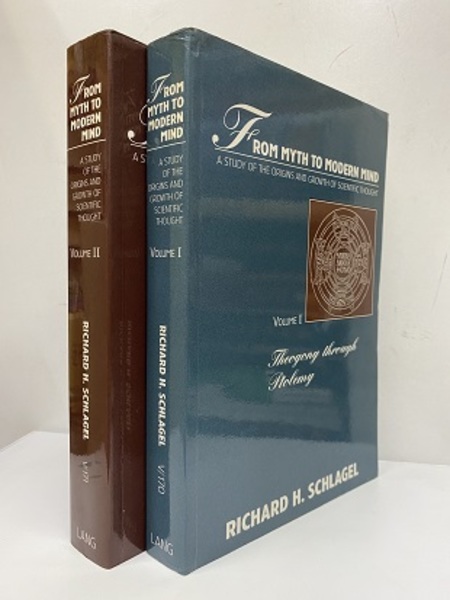 FROM
MYTH TO
MODERN
MIND
A STUDY
OF THE
ORIGINS AND
GROWTH OF
SCIENTIFIC
THOUGHT
VOLUME II
RICHARD H. SCHLAGEL
V/171
LANG
FROM
MYTH TO
MODERN
MIND
A STUDY
OF THE
ORIGINS AND
GROWTH OF
SCIENTIFIC
THOUGHT
VOLUME I
RICHARD H. SCHLAGEL
V/170
LANG
FROM MYTH TO MODERN MIND
A STUDY OF THE ORIGINS AND GROWTH OF SCIENTIFIC THOUGHT
VOLUME I
Theogony through
Ptolemy
RICHARD H. SCHLAGEL